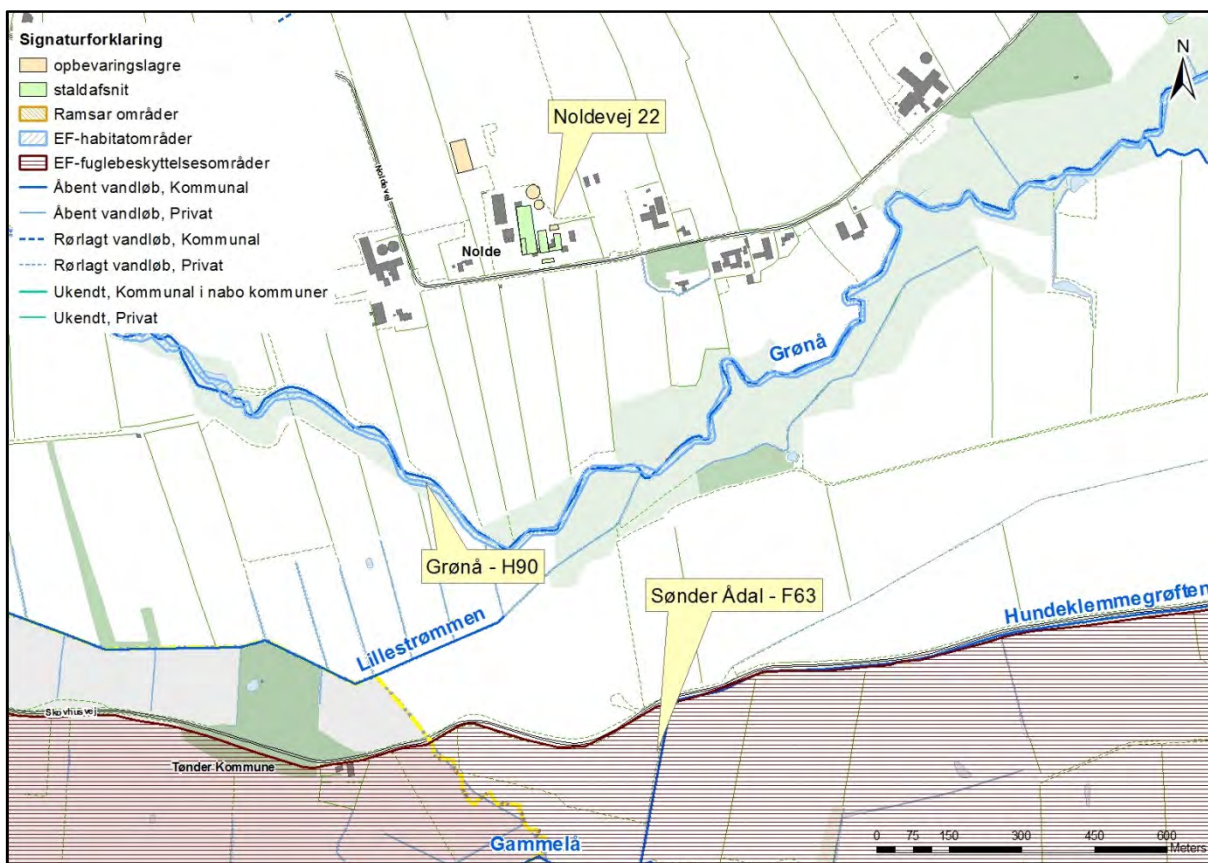 Signaturforklaring
opbevaringslagre
staldafsnit
Ramsar områder
EF-habitatområder
EF-fuglebeskyttelsesområder
Åbent vandløb, Kommunal
Åbent vandløb, Privat
Rørlagt vandløb, Kommunal
Rørlagt vandløb, Privat
Ukendt, Kommunal i nabo kommuner
Ukendt, Privat
N
Noldevej 22
Noldevej
Nolde
Grønå
Grønå - H90
Sønder Ådal - F63
Hundeklemmegrøften
Lillestrømmen
Skovhusvej
Tønder Kommune
Gammelå
0 75 150 300 450 600
Meters